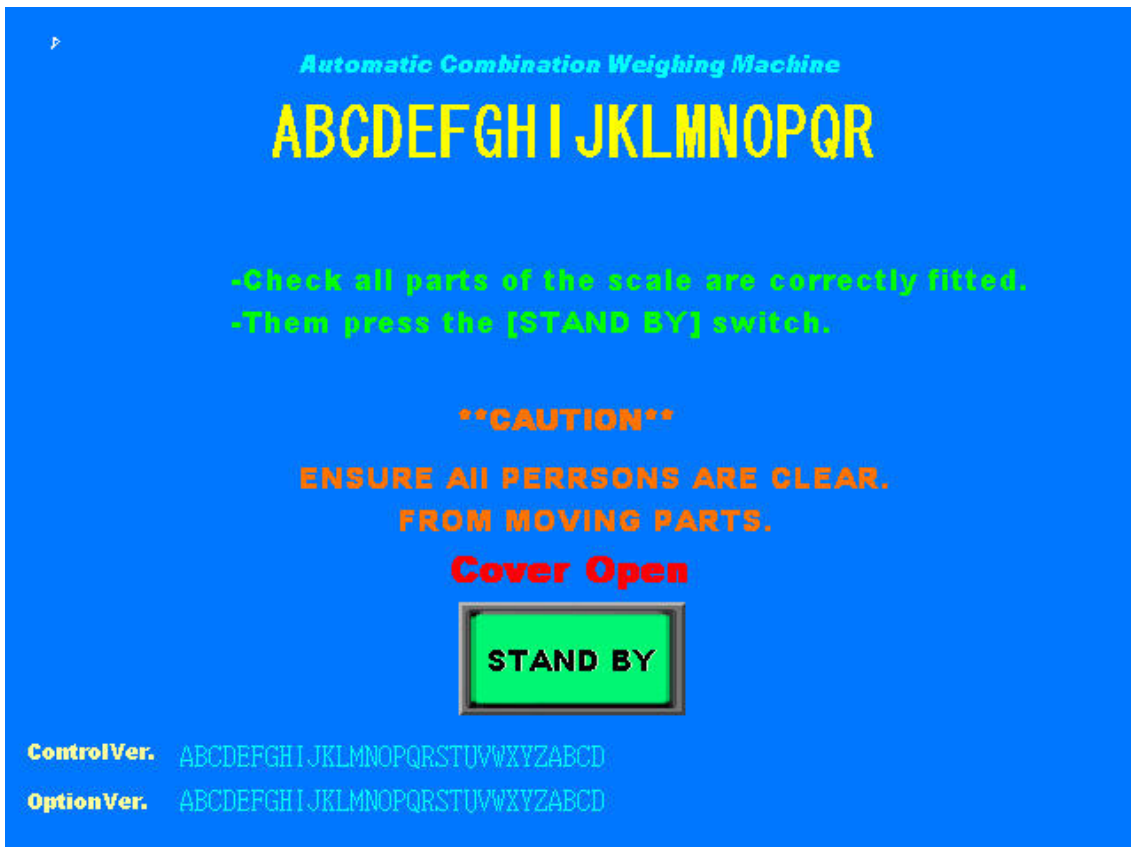 Automatic Combination Weighing Machine
ABCDEFGHIJKLMNOPQR
-Check all parts of the scale are correctly fitted.
-Them press the [STAND BY] switch.
**CAUTION**
ENSURE All PERRSONS ARE CLEAR.
FROM MOVING PARTS.
Cover Open
STAND BY
ControlVer. ABCDEFGHIJKLMNOPQRSTUVWXYZABCD
OptionVer. ABCDEFGHIJKLMNOPQRSTUVWXYZABCD